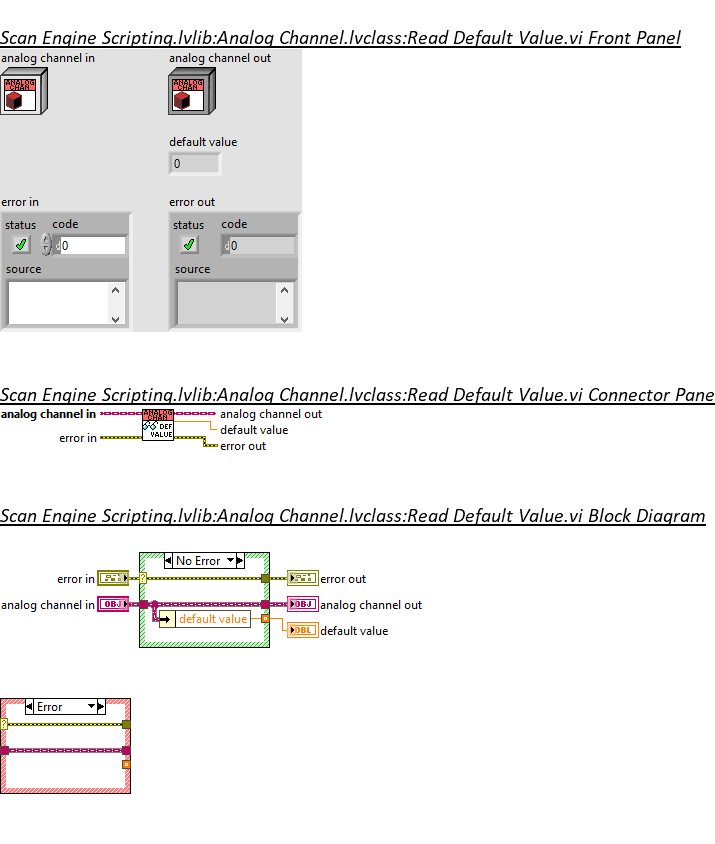 Scan Engine Scripting.lvlib:Analog Channel.lvclass:Read Default Value.vi Front Panel
analog channel in
analog channel out
ANALOG CHAN
ANALOG CHAN
default value
0
error in
error out
status code
status code
d 0
d 0
source
source
Scan Engine Scripting.lvlib:Analog Channel.lvclass:Read Default Value.vi Connector Pane
analog channel in
ANALOG
CHAN
analog channel out
DEF
VALUE
default value
error in
error out
Scan Engine Scripting.lvlib:Analog Channel.lvclass:Read Default Value.vi Block Diagram
No Error
error in
?
error out
analog channel in
OBJ
OBJ
analog channel out
default value
DBL
default value
Error
?